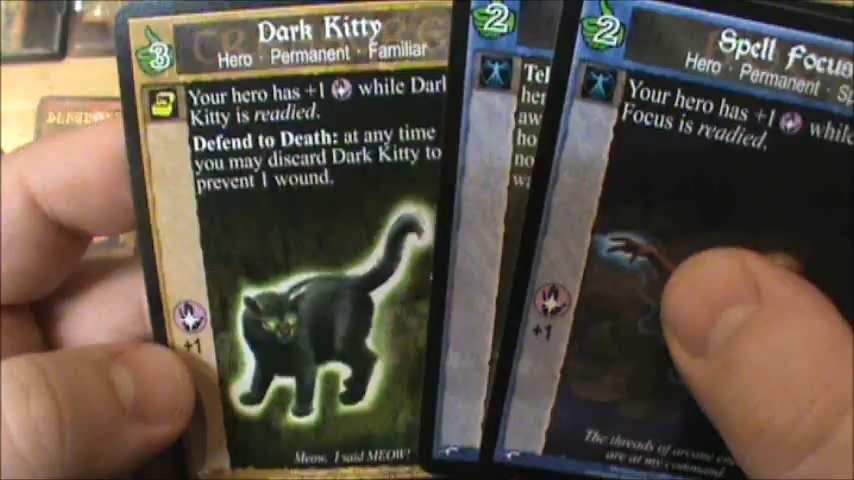 3
Dark Kitty
Hero · Permanent · Familiar
Your hero has +1 while Dark
Kitty is readied.
Defend to Death: at any time
you may discard Dark Kitty to
prevent 1 wound.
+1
Meow. I said MEOW!
2
2
Spell Focus
Hero · Permanent
Your hero has +1 while
Focus is readied.
+1
The threads of arcane
are at my command.